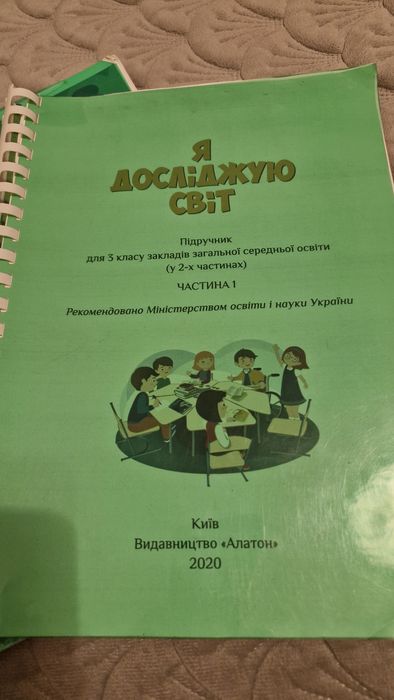 Я
ДОСЛіДЖУЮ
СВіТ
Підручник
для 3 класу закладів загальної середньої освіти
(у 2-х частинах)
ЧАСТИНА 1
Рекомендовано Міністерством освіти і науки України
Київ
Видавництво «Алатон»
2020